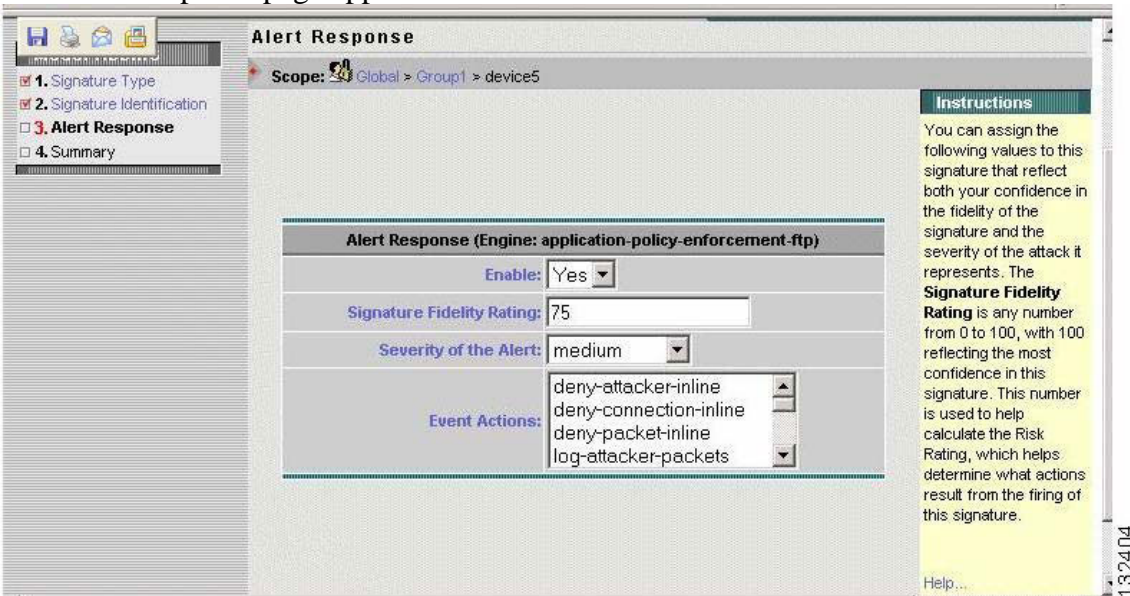 Alert Response
Scope: Global > Group1 > device5
1. Signature Type
2. Signature Identification
3. Alert Response
4. Summary
Alert Response (Engine: application-policy-enforcement-ftp)
Enable: Yes
Signature Fidelity Rating: 75
Severity of the Alert: medium
Event Actions:
deny-attacker-inline
deny-connection-inline
deny-packet-inline
log-attacker-packets
Instructions
You can assign the
following values to this
signature that reflect
both your confidence in
the fidelity of the
signature and the
severity of the attack it
represents. The
Signature Fidelity
Rating is any number
from 0 to 100, with 100
reflecting the most
confidence in this
signature. This number
is used to help
calculate the Risk
Rating, which helps
determine what actions
result from the firing of
this signature.
Help...
132404